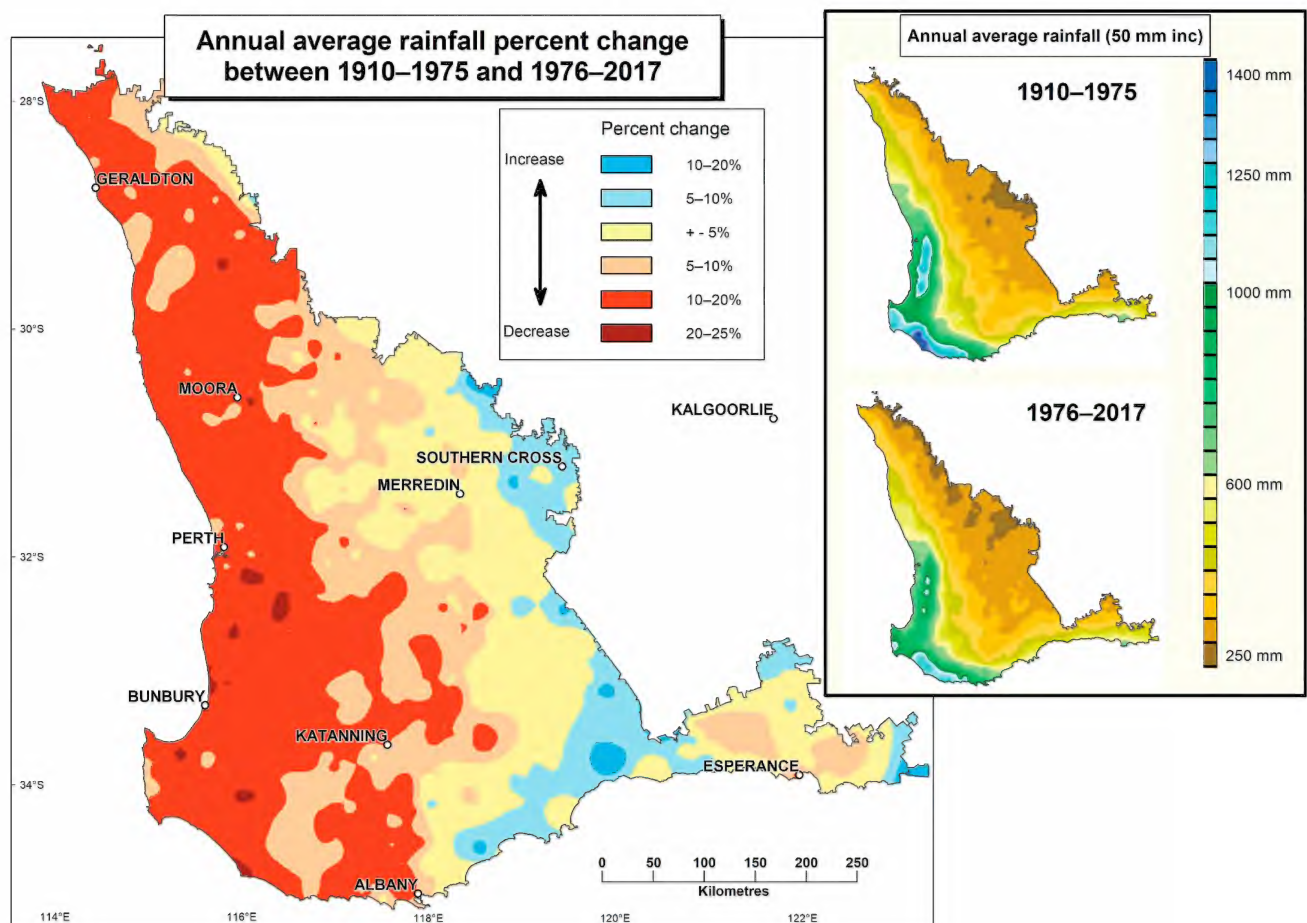 Annual average rainfall percent change
between 1910–1975 and 1976–2017
Percent change
Increase
10–20%
5–10%
+ - 5%
5–10%
10–20%
Decrease
20–25%
Annual average rainfall (50 mm inc)
1910–1975
1976–2017
1400 mm
1250 mm
1000 mm
600 mm
250 mm
28°S
30°S
32°S
34°S
GERALDTON
MOORA
KALGOORLIE
SOUTHERN CROSS
MERREDIN
PERTH
BUNBURY
KATANNING
ESPERANCE
ALBANY
0 50 100 150 200 250
Kilometres
114°E 116°E 118°E 120°E 122°E